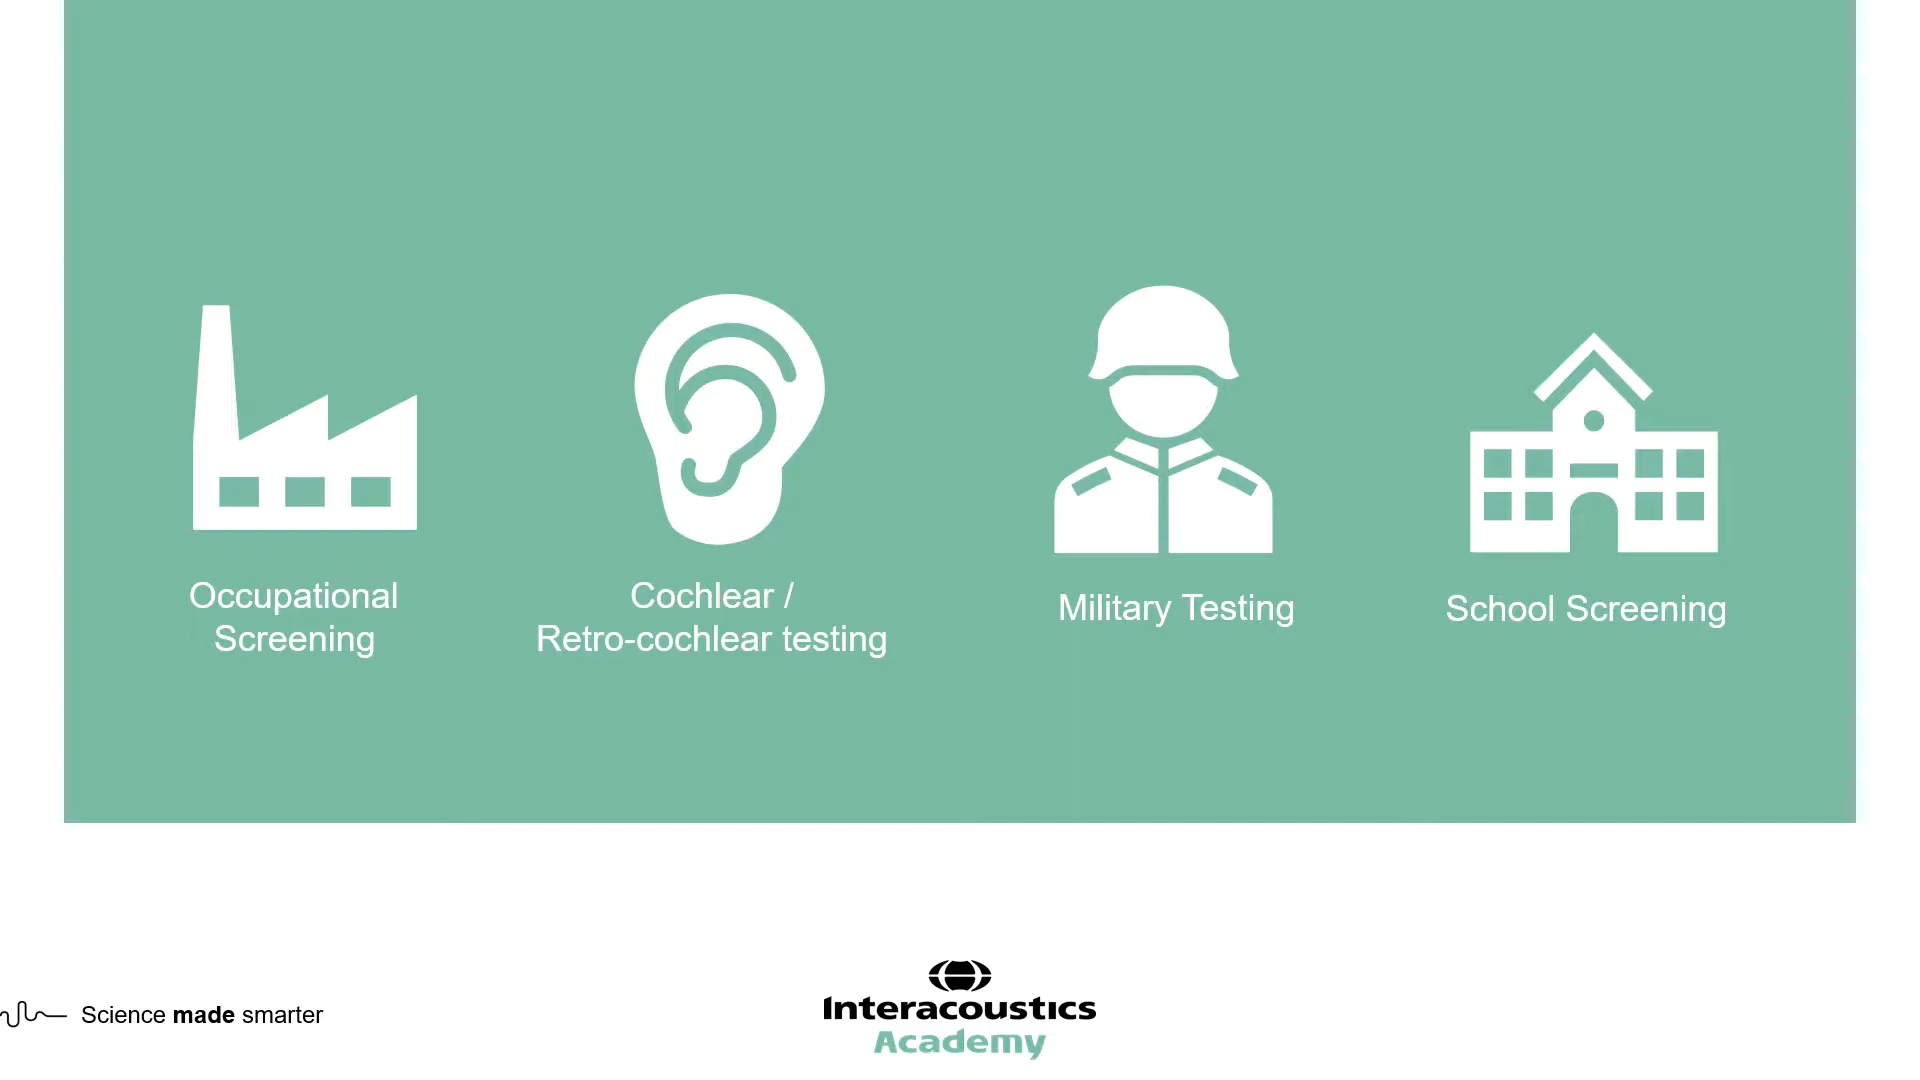 Occupational
Screening
Cochlear /
Retro-cochlear testing
Military Testing
School Screening
Science made smarter
Interacoustics
Academy